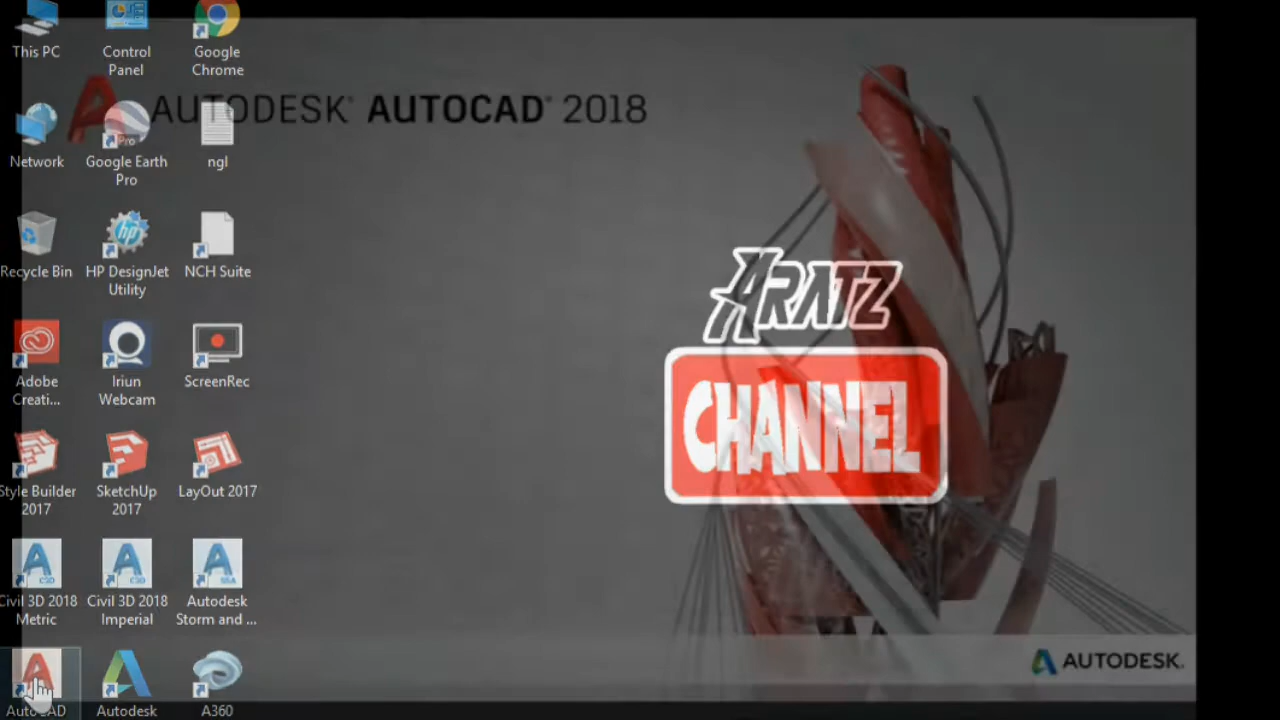 This PC
Control
Panel
Google
Chrome
AUTODESK® AUTOCAD® 2018
Network
Google Earth
Pro
ngl
Recycle Bin
HP DesignJet
Utility
NCH Suite
ARATZ
CHANNEL
Adobe
Creati...
Iriun
Webcam
ScreenRec
Style Builder
2017
SketchUp
2017
LayOut 2017
Civil 3D 2018
Metric
Civil 3D 2018
Imperial
Autodesk
Storm and ...
AutoCAD
Autodesk
A360
AUTODESK.